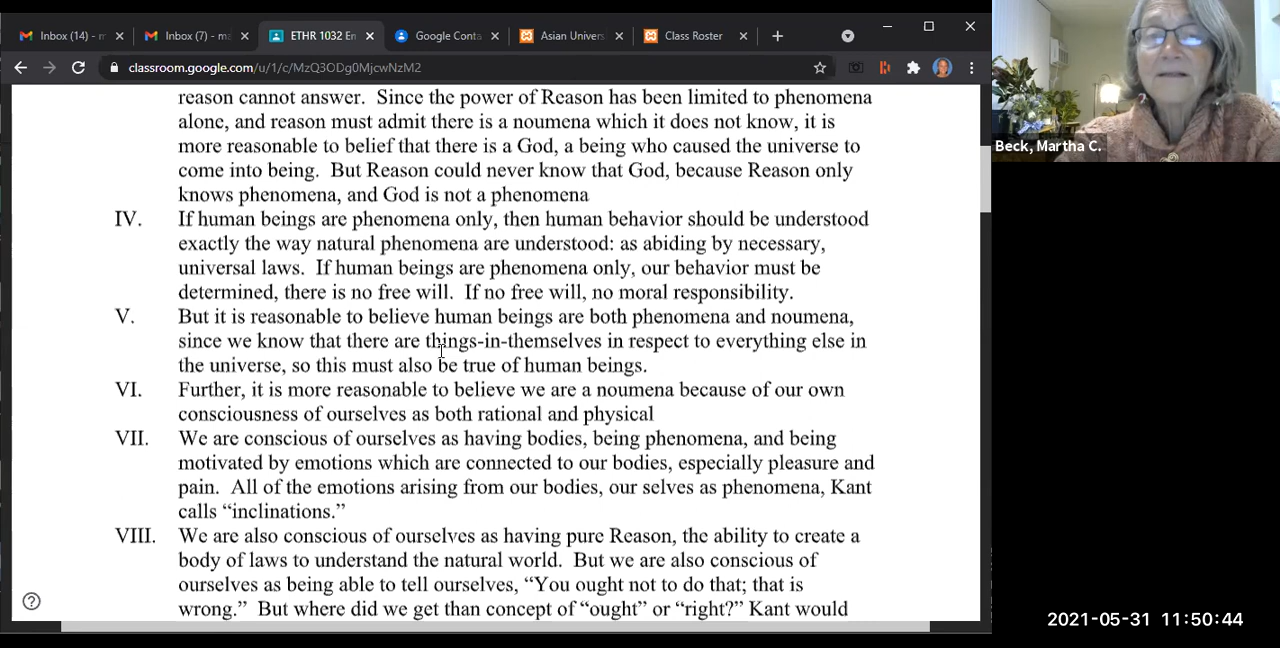 Inbox (14) - m
Inbox (7) - ma
ETHR 1032 En
Google Conta
Asian Univers
Class Roster
classroom.google.com/u/1/c/MzQ3ODg0MjcwNzM2
Beck, Martha C.
reason cannot answer. Since the power of Reason has been limited to phenomena
alone, and reason must admit there is a noumena which it does not know, it is
more reasonable to belief that there is a God, a being who caused the universe to
come into being. But Reason could never know that God, because Reason only
knows phenomena, and God is not a phenomena
IV. If human beings are phenomena only, then human behavior should be understood
exactly the way natural phenomena are understood: as abiding by necessary,
universal laws. If human beings are phenomena only, our behavior must be
determined, there is no free will. If no free will, no moral responsibility.
V. But it is reasonable to believe human beings are both phenomena and noumena,
since we know that there are things-in-themselves in respect to everything else in
the universe, so this must also be true of human beings.
VI. Further, it is more reasonable to believe we are a noumena because of our own
consciousness of ourselves as both rational and physical
VII. We are conscious of ourselves as having bodies, being phenomena, and being
motivated by emotions which are connected to our bodies, especially pleasure and
pain. All of the emotions arising from our bodies, our selves as phenomena, Kant
calls “inclinations.”
VIII. We are also conscious of ourselves as having pure Reason, the ability to create a
body of laws to understand the natural world. But we are also conscious of
ourselves as being able to tell ourselves, “You ought not to do that; that is
wrong.” But where did we get than concept of “ought” or “right?” Kant would
2021-05-31 11:50:44